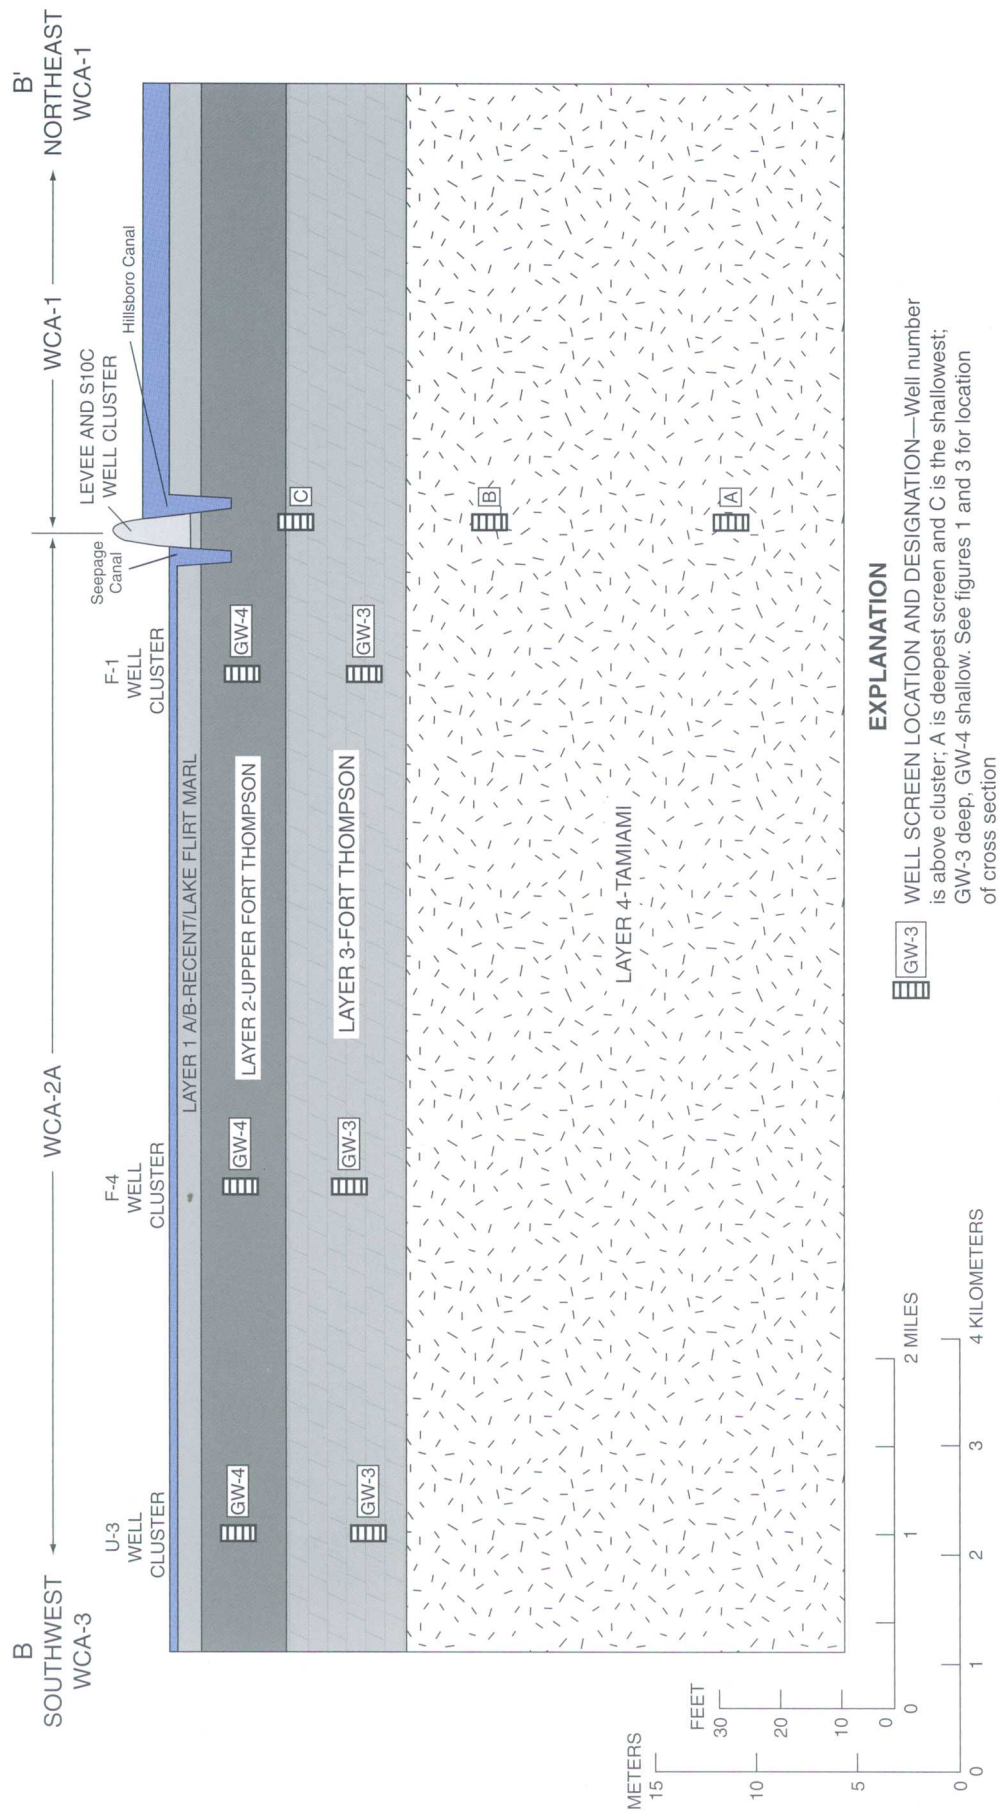 B
SOUTHWEST
WCA-3
WCA-2A
WCA-1
B'
NORTHEAST
WCA-1
U-3
WELL
CLUSTER
F-4
WELL
CLUSTER
F-1
WELL
CLUSTER
Seepage
Canal
LEVEE AND S10C
WELL CLUSTER
Hillsboro Canal
LAYER 1 A/B-RECENT/LAKE FLIRT MARL
GW-4
GW-4
GW-4
LAYER 2-UPPER FORT THOMPSON
C
GW-3
GW-3
GW-3
LAYER 3-FORT THOMPSON
B
LAYER 4-TAMIAMI
A
METERS
15
10
5
0
FEET
30
20
10
0
0
1
2 MILES
0
1
2
3
4 KILOMETERS
EXPLANATION
GW-3
WELL SCREEN LOCATION AND DESIGNATION—Well number
is above cluster; A is deepest screen and C is the shallowest;
GW-3 deep, GW-4 shallow. See figures 1 and 3 for location
of cross section